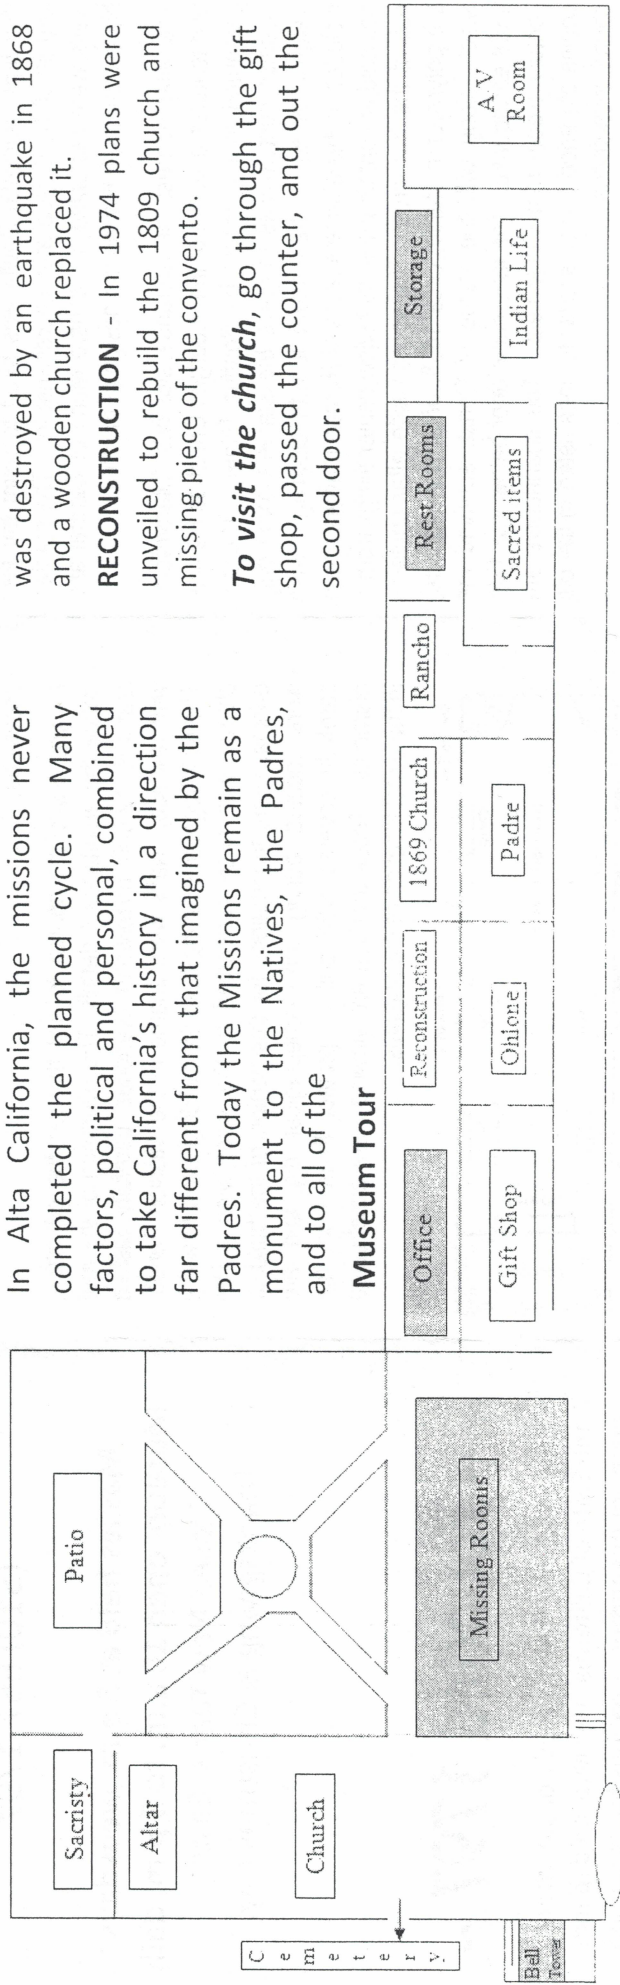 In Alta California, the missions never
completed the planned cycle. Many
factors, political and personal, combined
to take California's history in a direction
far different from that imagined by the
Padres. Today the Missions remain as a
monument to the Natives, the Padres,
and to all of the
Museum Tour
was destroyed by an earthquake in 1868
and a wooden church replaced it.
RECONSTRUCTION - In 1974 plans were
unveiled to rebuild the 1809 church and
missing piece of the convento.
To visit the church, go through the gift
shop, passed the counter, and out the
second door.
Sacristy
Altar
Church
Cemetery
Bell
Tower
Patio
Missing Rooms
Office
Gift Shop
Reconstruction
Ohlone
1869 Church
Padre
Rancho
Rest Rooms
Sacred items
Storage
Indian Life
A V
Room